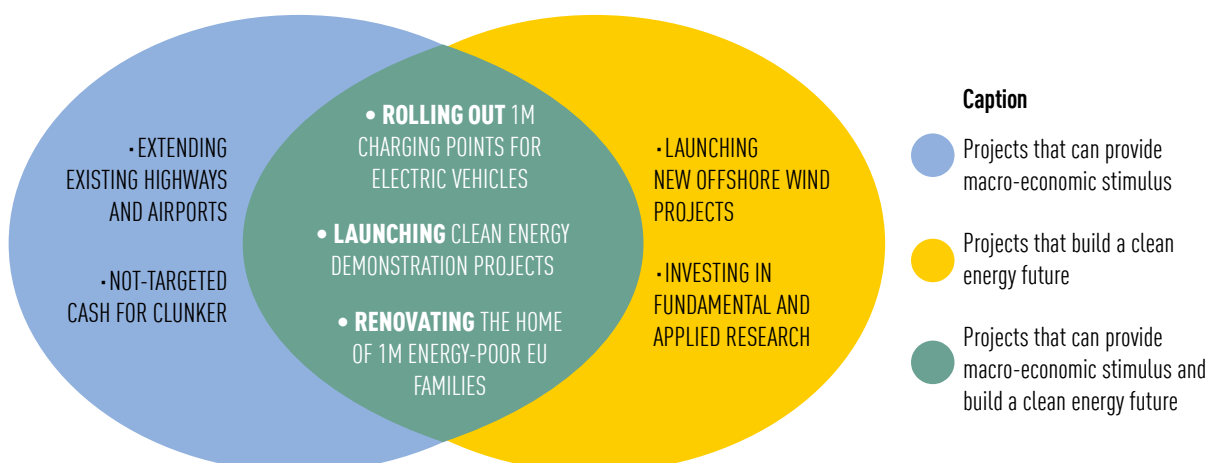 · EXTENDING
EXISTING HIGHWAYS
AND AIRPORTS
· NOT-TARGETED
CASH FOR CLUNKER
• ROLLING OUT 1M
CHARGING POINTS FOR
ELECTRIC VEHICLES
• LAUNCHING CLEAN ENERGY
DEMONSTRATION PROJECTS
• RENOVATING THE HOME
OF 1M ENERGY-POOR EU
FAMILIES
· LAUNCHING
NEW OFFSHORE WIND
PROJECTS
· INVESTING IN
FUNDAMENTAL AND
APPLIED RESEARCH
Caption
Projects that can provide
macro-economic stimulus
Projects that build a clean
energy future
Projects that can provide
macro-economic stimulus and
build a clean energy future